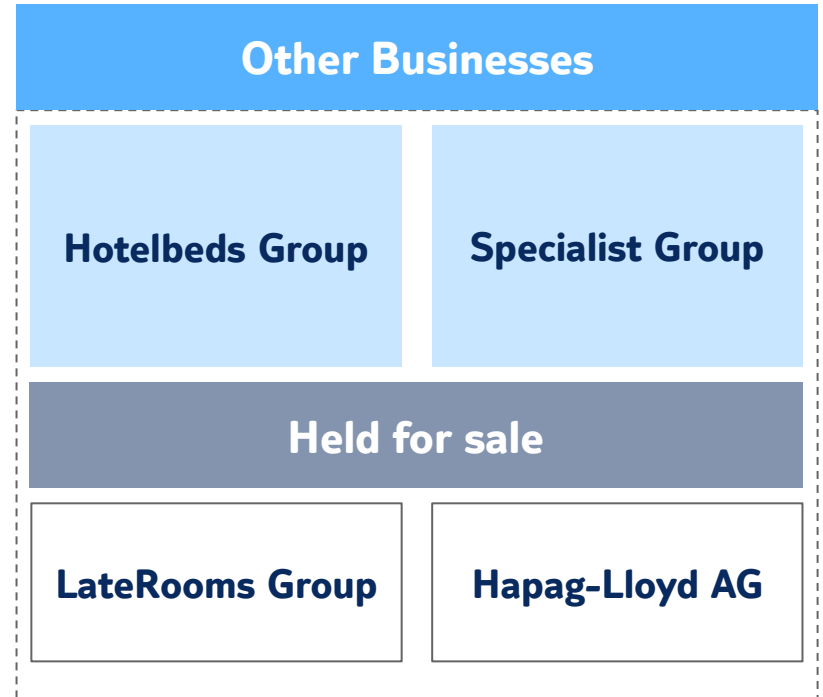 Other Businesses
Hotelbeds Group
Specialist Group
Held for sale
LateRooms Group
Hapag-Lloyd AG